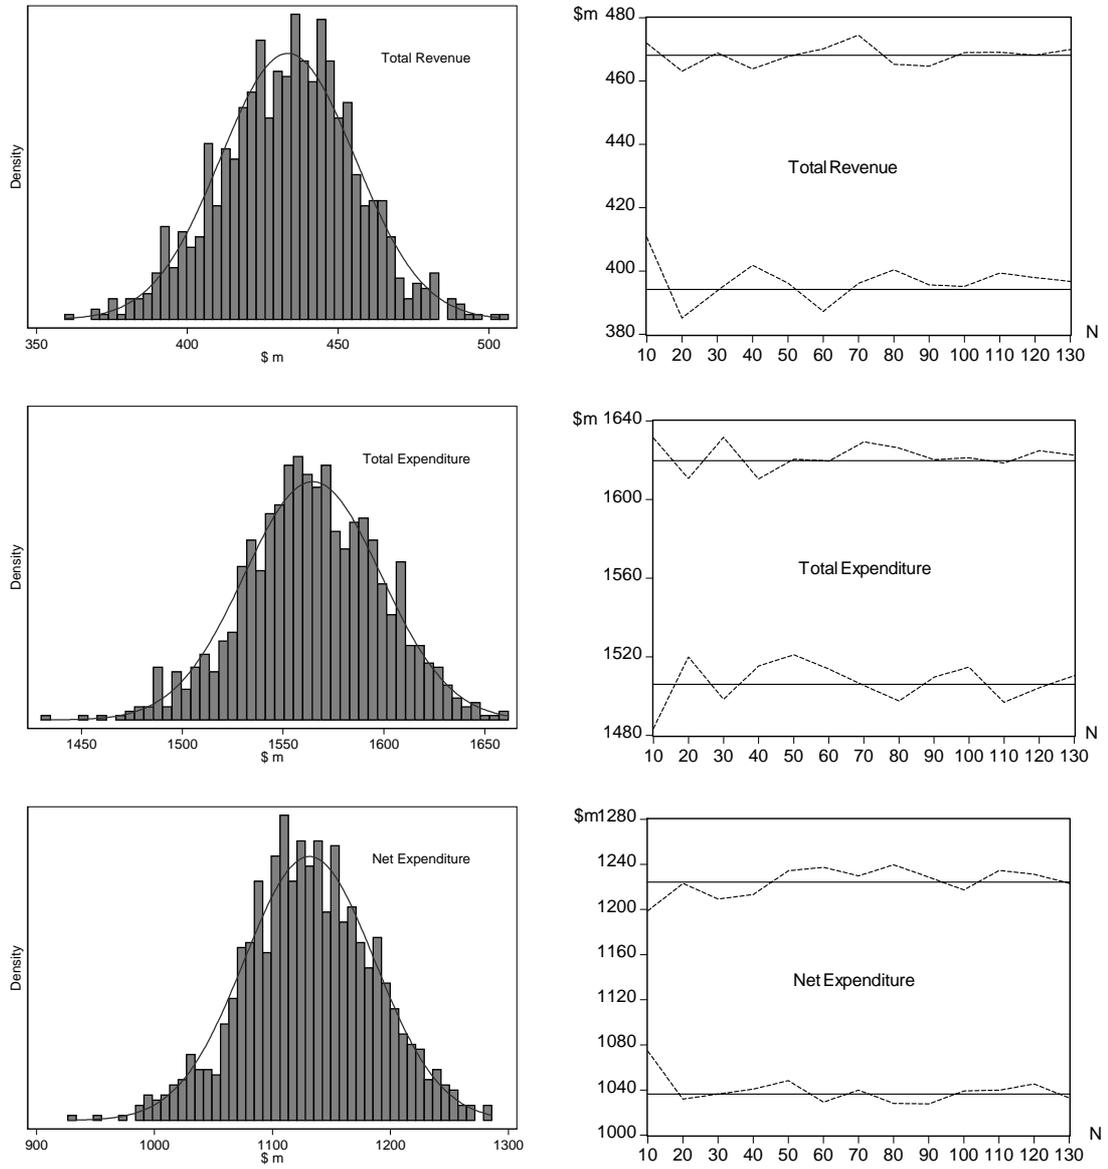 Total Revenue
Density
350 400 450 500
$ m
$m 480
460
440
420
400
380
Total Revenue
N
10 20 30 40 50 60 70 80 90 100 110 120 130
Total Expenditure
Density
1450 1500 1550 1600 1650
$ m
$m 1640
1600
1560
1520
1480
Total Expenditure
N
10 20 30 40 50 60 70 80 90 100 110 120 130
Net Expenditure
Density
900 1000 1100 1200 1300
$ m
$m1280
1240
1200
1160
1120
1080
1040
1000
Net Expenditure
N
10 20 30 40 50 60 70 80 90 100 110 120 130